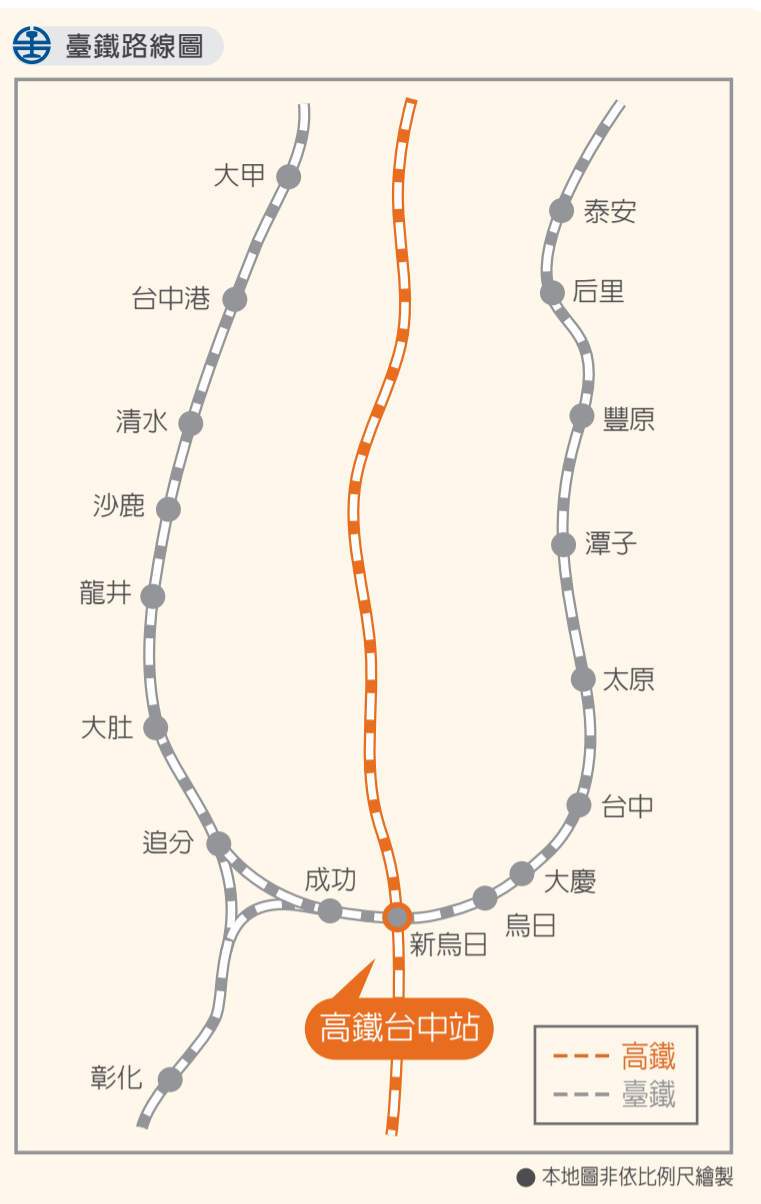 臺鐵路線圖
大甲
泰安
后里
台中港
豐原
清水
沙鹿
潭子
龍井
太原
大肚
台中
追分
成功
大慶
烏日
新烏日
高鐵台中站
高鐵
彰化
臺鐵
本地圖非依比例尺繪製